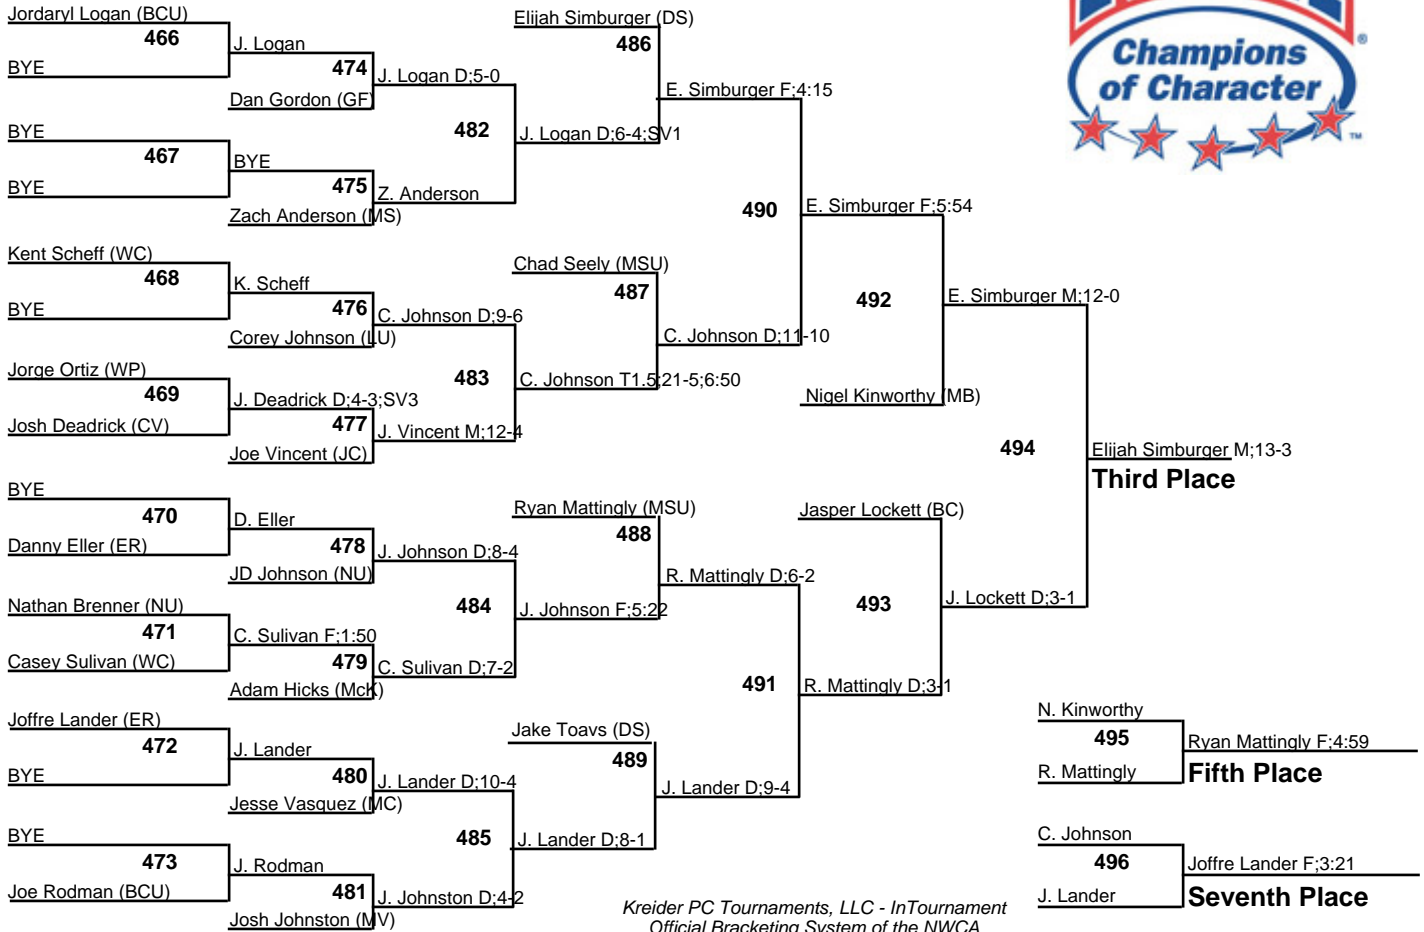 Jordaryl Logan (BCU)
466
BYE
J. Logan
474
Dan Gordon (GF)
J. Logan D;5-0
BYE
467
BYE
BYE
475
Zach Anderson (MS)
Z. Anderson
482
J. Logan D;6-4;SV1
Elijah Simburger (DS)
486
E. Simburger F;4:15
Kent Scheff (WC)
468
BYE
K. Scheff
476
Corey Johnson (LU)
C. Johnson D;9-6
Jorge Ortiz (WP)
469
Josh Deadrick (CV)
J. Deadrick D;4-3;SV3
477
Joe Vincent (JC)
J. Vincent M;12-4
483
C. Johnson T1.5;21-5;6:50
Chad Seely (MSU)
487
C. Johnson D;11-10
490
E. Simburger F;5:54
492
Nigel Kinworthy (MB)
E. Simburger M;12-0
BYE
470
Danny Eller (ER)
D. Eller
478
JD Johnson (NU)
J. Johnson D;8-4
Nathan Brenner (NU)
471
Casey Sulivan (WC)
C. Sulivan F;1:50
479
Adam Hicks (McK)
C. Sulivan D;7-2
484
J. Johnson F;5:22
Ryan Mattingly (MSU)
488
R. Mattingly D;6-2
Joffre Lander (ER)
472
BYE
J. Lander
480
Jesse Vasquez (MC)
J. Lander D;10-4
BYE
473
Joe Rodman (BCU)
J. Rodman
481
Josh Johnston (MV)
J. Johnston D;4-2
485
J. Lander D;8-1
Jake Toavs (DS)
489
J. Lander D;9-4
491
R. Mattingly D;3-1
Jasper Lockett (BC)
493
J. Lockett D;3-1
494
Elijah Simburger M;13-3
Third Place
N. Kinworthy
495
R. Mattingly
Ryan Mattingly F;4:59
Fifth Place
C. Johnson
496
J. Lander
Joffre Lander F;3:21
Seventh Place
Champions
of Character
®
™
Kreider PC Tournaments, LLC - InTournament
Official Bracketing System of the NWCA